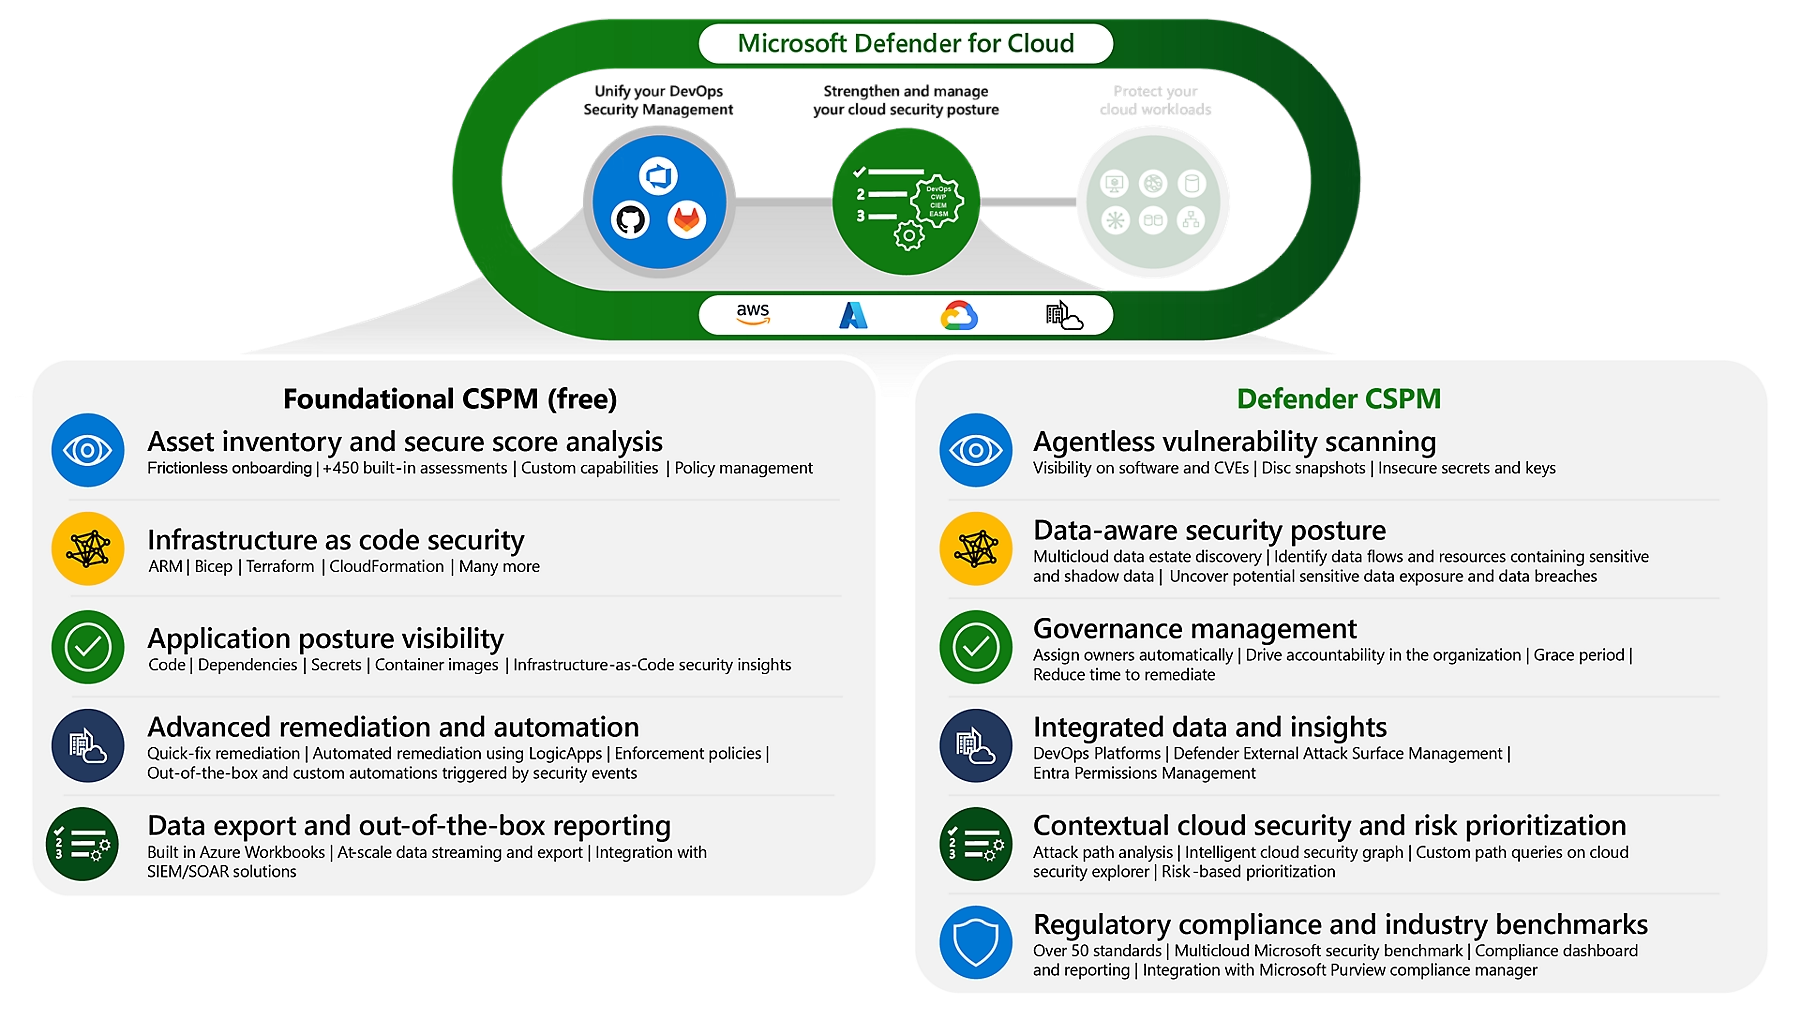 Microsoft Defender for Cloud
Unify your DevOps
Security Management
Strengthen and manage
your cloud security posture
Protect your
cloud workloads
2
3
DevOps
CWP
CIEM
EASM
aws
Foundational CSPM (free)
Asset inventory and secure score analysis
Frictionless onboarding | +450 built-in assessments | Custom capabilities | Policy management
Infrastructure as code security
ARM | Bicep | Terraform | CloudFormation | Many more
Application posture visibility
Code | Dependencies | Secrets | Container images | Infrastructure-as-Code security insights
Advanced remediation and automation
Quick-fix remediation | Automated remediation using LogicApps | Enforcement policies |
Out-of-the-box and custom automations triggered by security events
2
3
Data export and out-of-the-box reporting
Built in Azure Workbooks | At-scale data streaming and export | Integration with
SIEM/SOAR solutions
Defender CSPM
Agentless vulnerability scanning
Visibility on software and CVEs | Disc snapshots | Insecure secrets and keys
Data-aware security posture
Multicloud data estate discovery | Identify data flows and resources containing sensitive
and shadow data | Uncover potential sensitive data exposure and data breaches
Governance management
Assign owners automatically | Drive accountability in the organization | Grace period |
Reduce time to remediate
Integrated data and insights
DevOps Platforms | Defender External Attack Surface Management |
Entra Permissions Management
2
3
Contextual cloud security and risk prioritization
Attack path analysis | Intelligent cloud security graph | Custom path queries on cloud
security explorer | Risk-based prioritization
Regulatory compliance and industry benchmarks
Over 50 standards | Multicloud Microsoft security benchmark | Compliance dashboard
and reporting | Integration with Microsoft Purview compliance manager